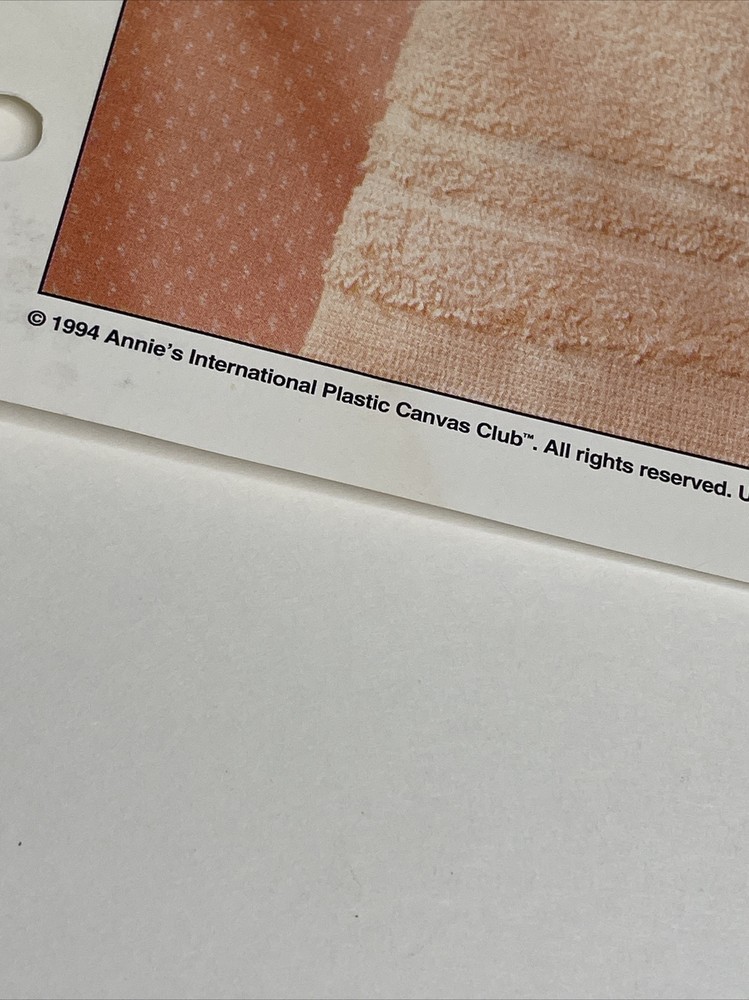 © 1994 Annie's International Plastic Canvas Club™. All rights reserved. U